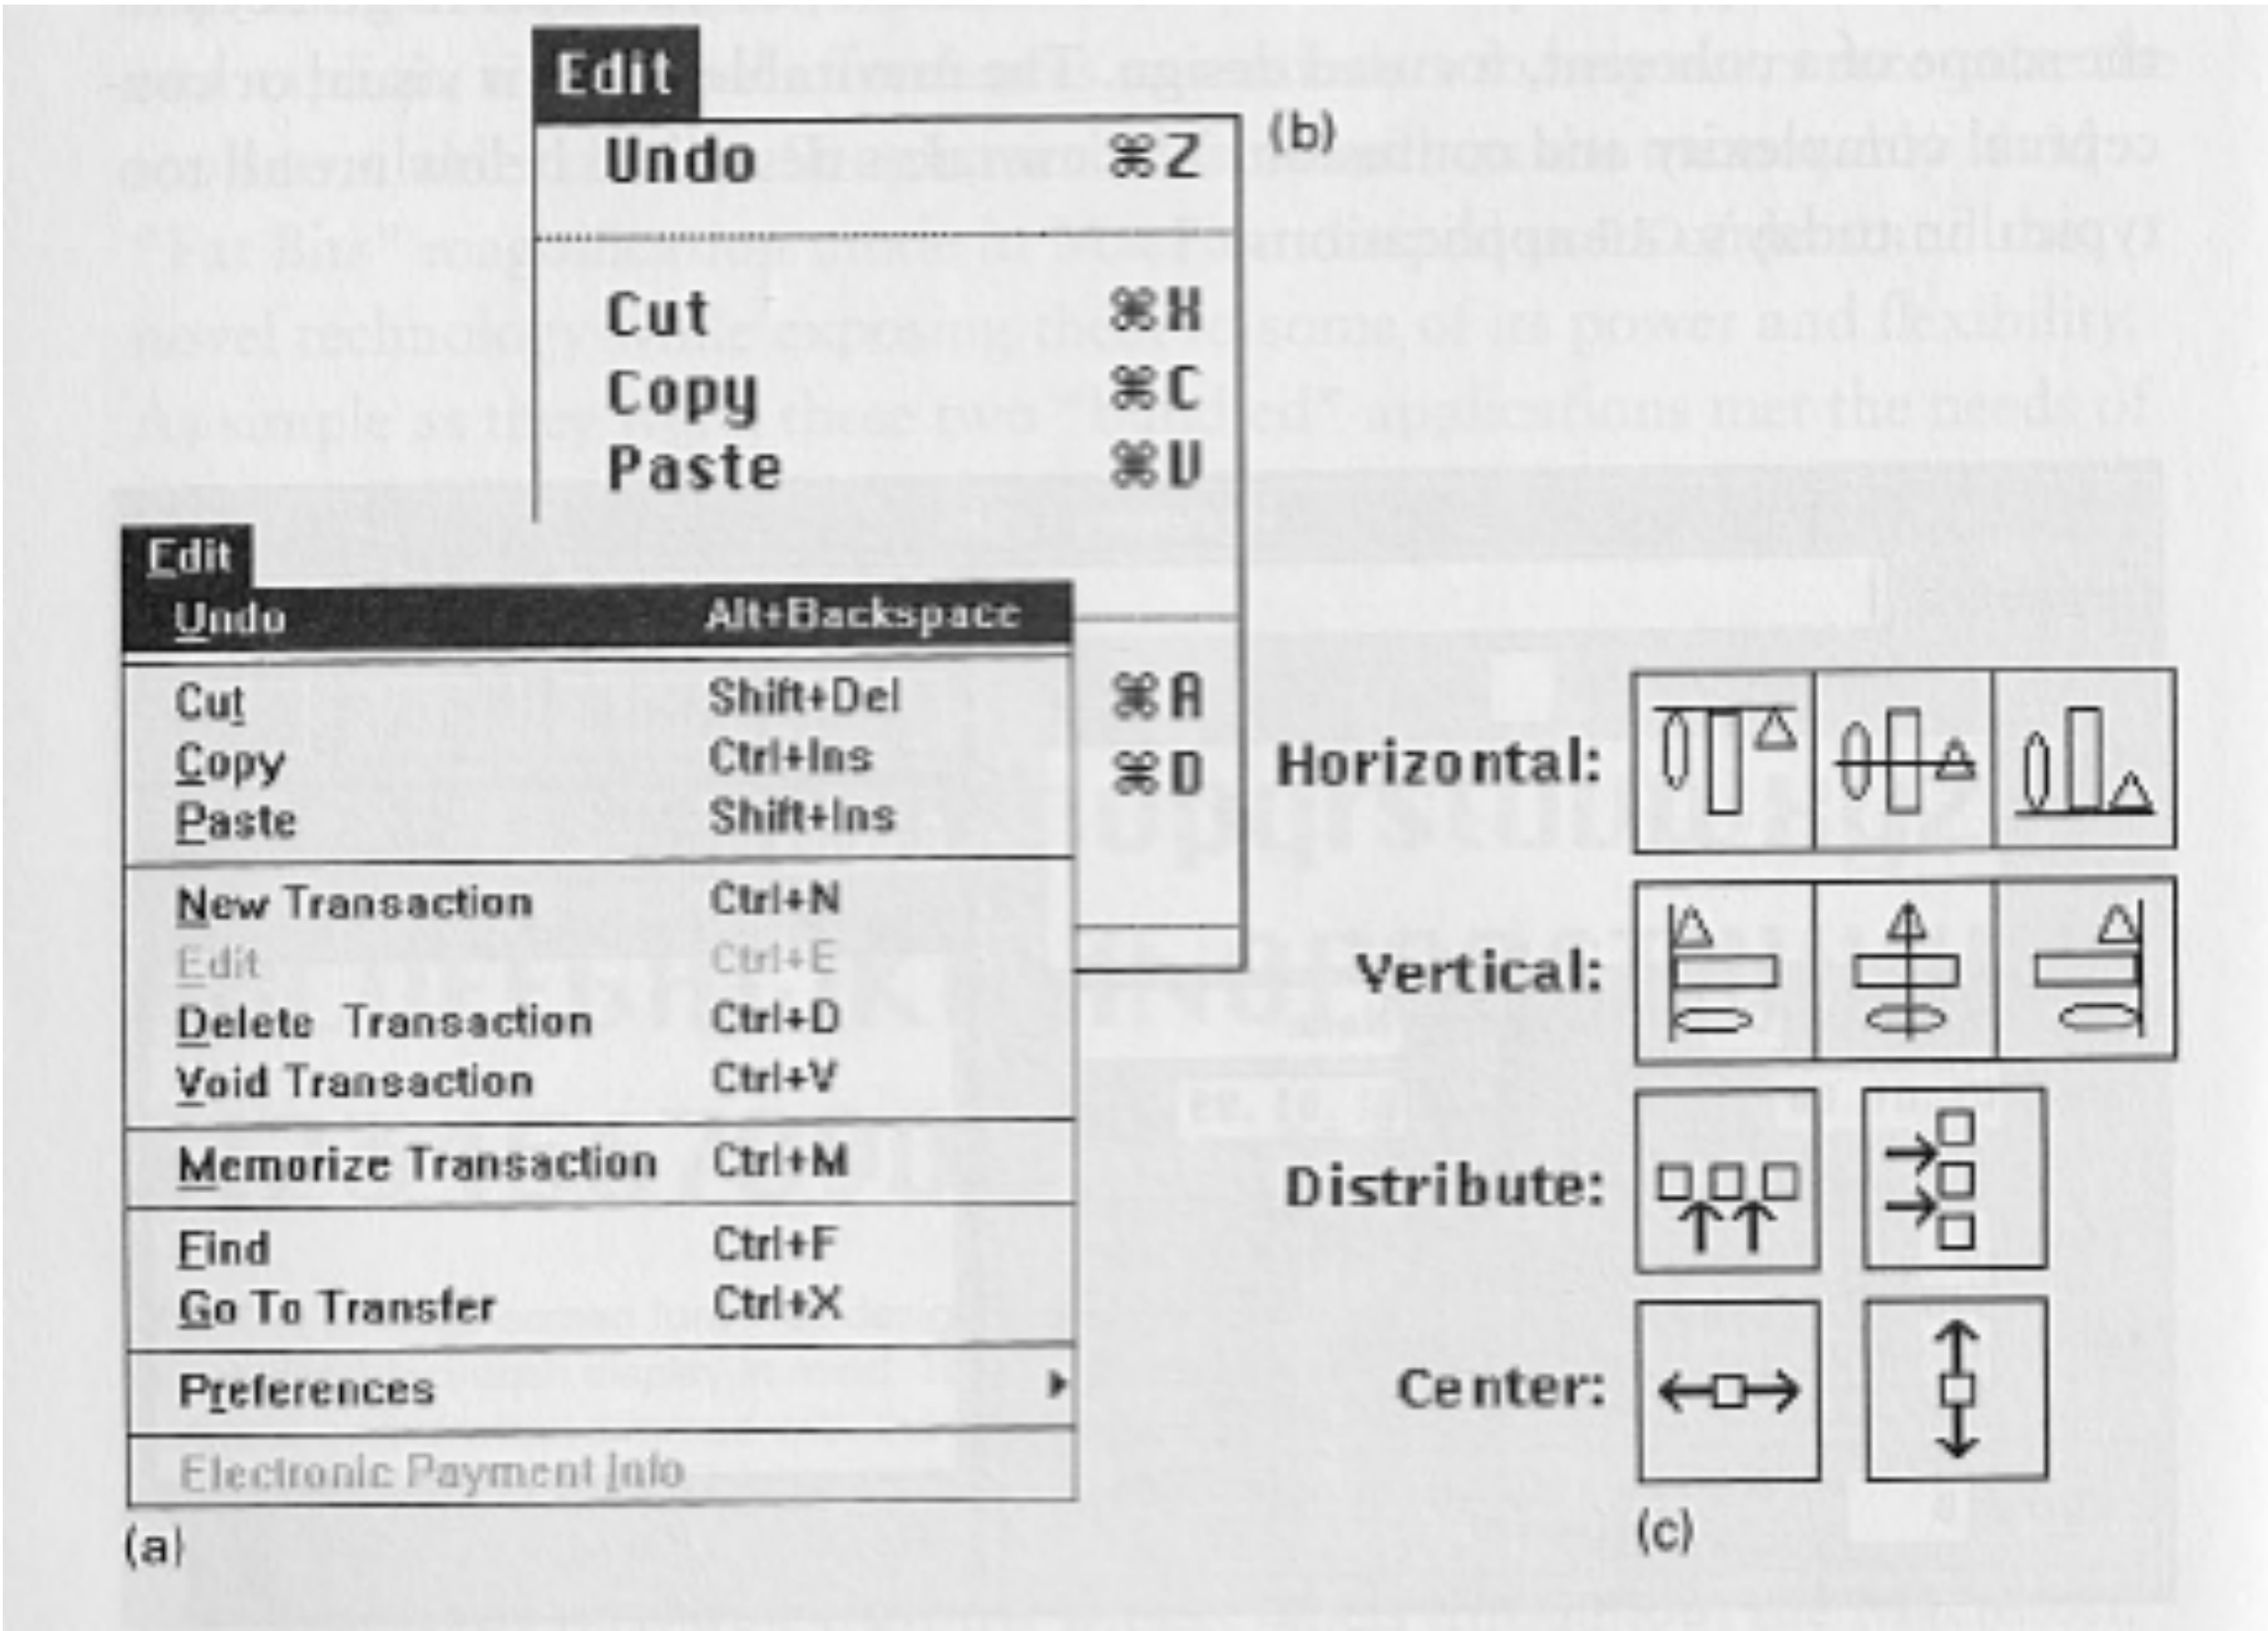 Edit
(b)
Undo ⌘Z
Cut ⌘X
Copy ⌘C
Paste ⌘V
⌘A
⌘D
Edit
Undo Alt+Backspace
Cut Shift+Del
Copy Ctrl+Ins
Paste Shift+Ins
New Transaction Ctrl+N
Edit Ctrl+E
Delete Transaction Ctrl+D
Void Transaction Ctrl+V
Memorize Transaction Ctrl+M
Find Ctrl+F
Go To Transfer Ctrl+X
Preferences
Electronic Payment Info
(a)
Horizontal:
Vertical:
Distribute:
Center:
(c)